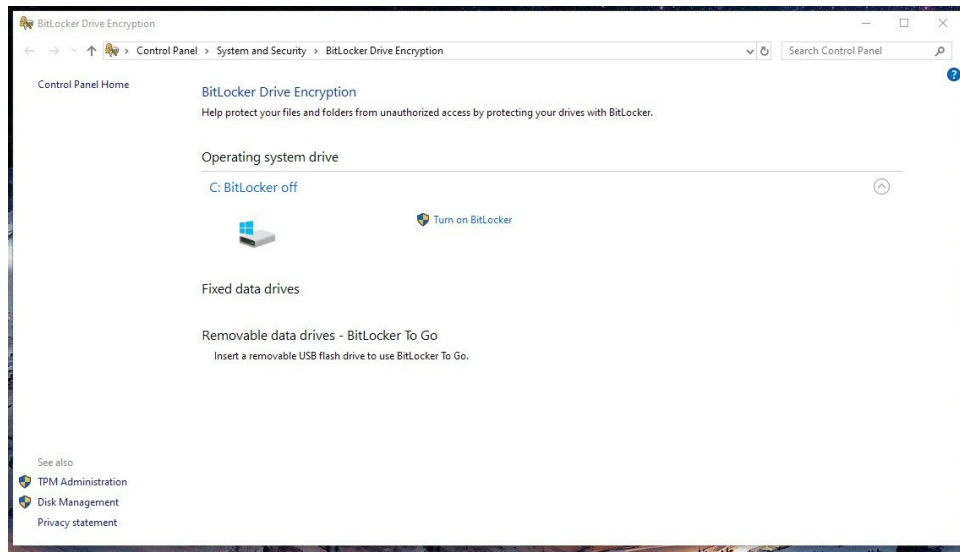 BitLocker Drive Encryption
Control Panel > System and Security > BitLocker Drive Encryption
Search Control Panel
?
Control Panel Home
BitLocker Drive Encryption
Help protect your files and folders from unauthorized access by protecting your drives with BitLocker.
Operating system drive
C: BitLocker off
Turn on BitLocker
Fixed data drives
Removable data drives - BitLocker To Go
Insert a removable USB flash drive to use BitLocker To Go.
See also
TPM Administration
Disk Management
Privacy statement